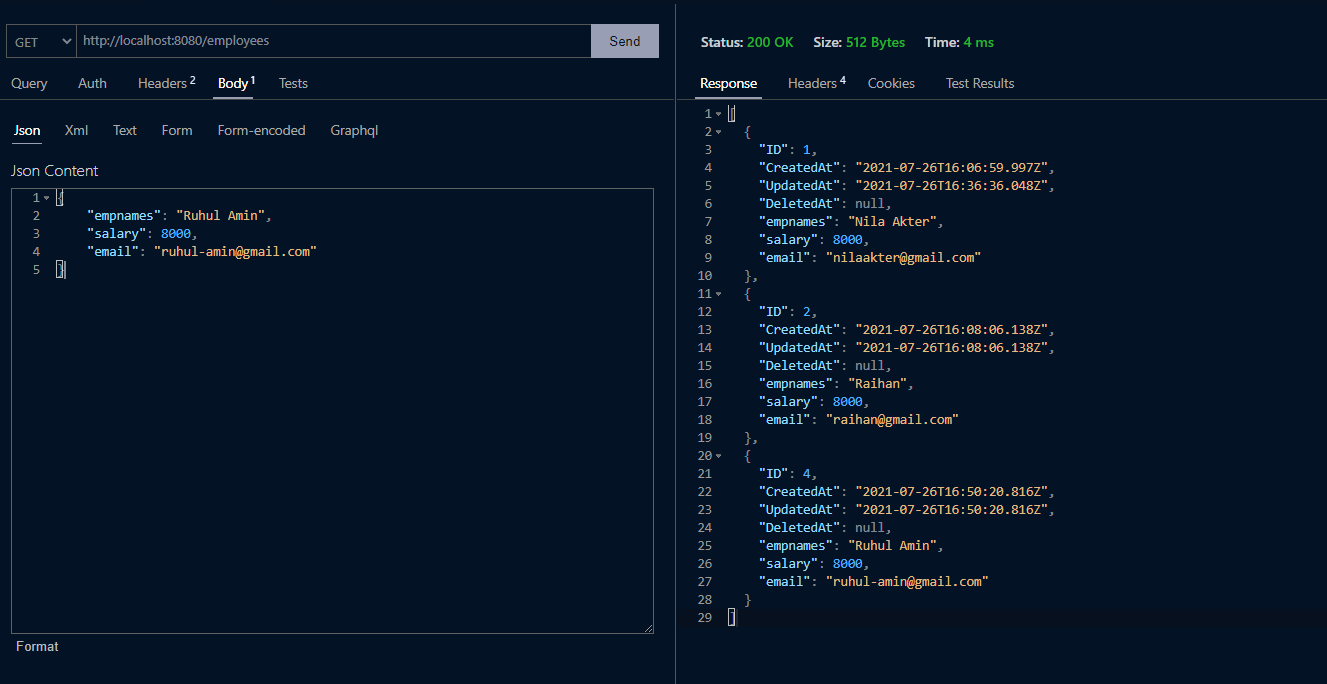 GET http://localhost:8080/employees Send
Query Auth Headers 2 Body 1 Tests
Json Xml Text Form Form-encoded Graphql
Json Content
1 {
2 "empnames": "Ruhul Amin",
3 "salary": 8000,
4 "email": "ruhul-amin@gmail.com"
5 }
Format
Status: 200 OK Size: 512 Bytes Time: 4 ms
Response Headers 4 Cookies Test Results
1 [
2 {
3 "ID": 1,
4 "CreatedAt": "2021-07-26T16:06:59.997Z",
5 "UpdatedAt": "2021-07-26T16:36:36.048Z",
6 "DeletedAt": null,
7 "empnames": "Nila Akter",
8 "salary": 8000,
9 "email": "nilaakter@gmail.com"
10 },
11 {
12 "ID": 2,
13 "CreatedAt": "2021-07-26T16:08:06.138Z",
14 "UpdatedAt": "2021-07-26T16:08:06.138Z",
15 "DeletedAt": null,
16 "empnames": "Raihan",
17 "salary": 8000,
18 "email": "raihan@gmail.com"
19 },
20 {
21 "ID": 4,
22 "CreatedAt": "2021-07-26T16:50:20.816Z",
23 "UpdatedAt": "2021-07-26T16:50:20.816Z",
24 "DeletedAt": null,
25 "empnames": "Ruhul Amin",
26 "salary": 8000,
27 "email": "ruhul-amin@gmail.com"
28 }
29 ]